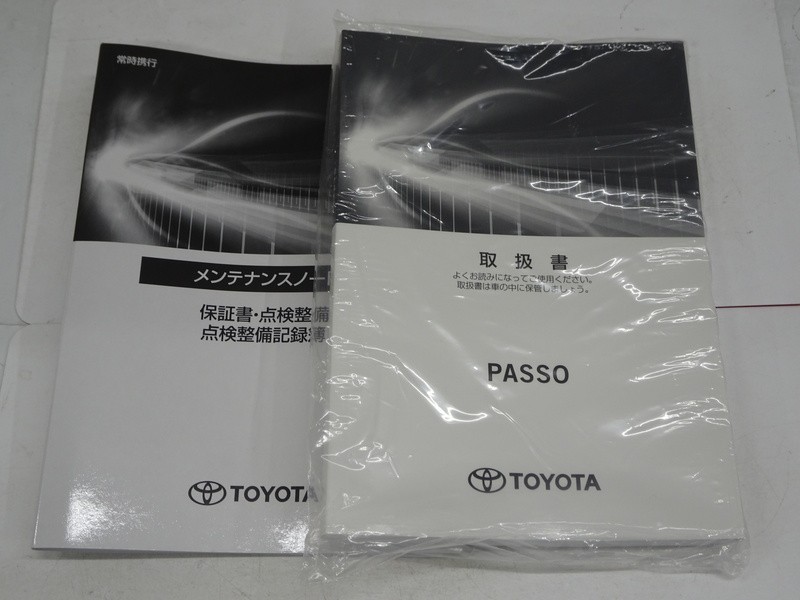 常時携行
メンテナンスノー
保証書・点検整備
点検整備記録簿
TOYOTA
取扱書
よくお読みになってご使用ください。
取扱書は車の中に保管しましょう。
PASSO
TOYOTA